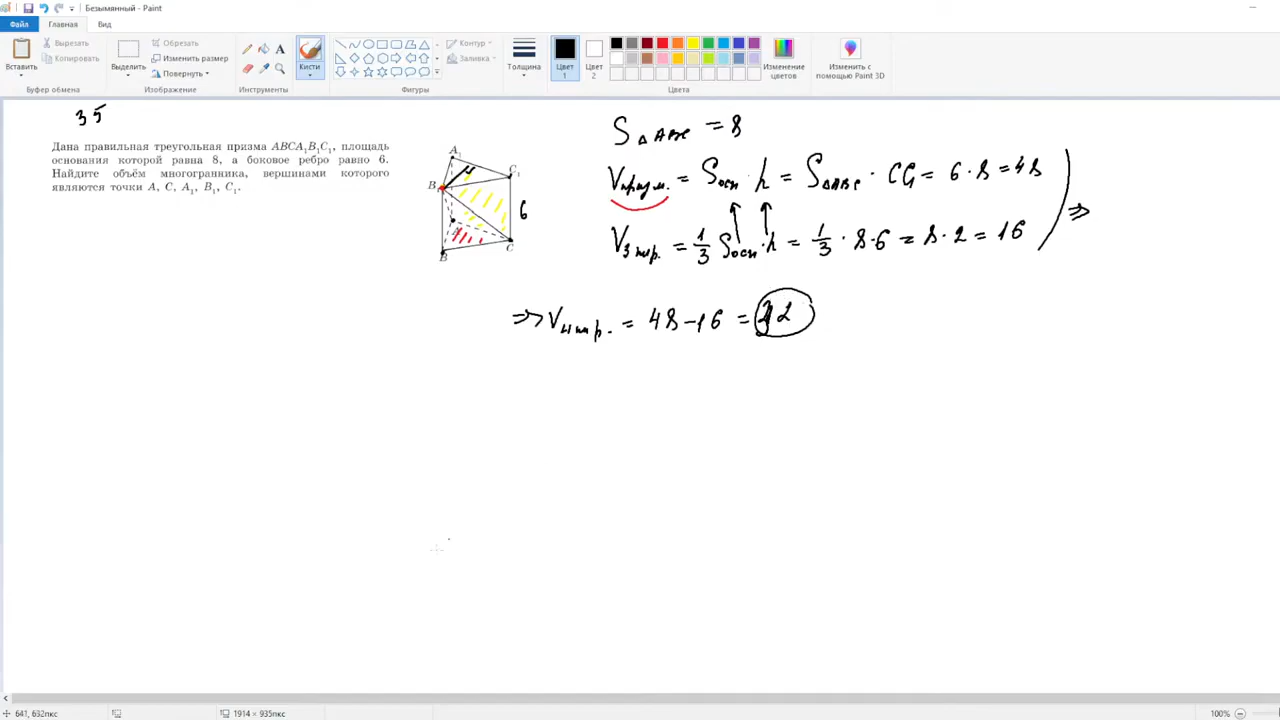 Безымянный - Paint
Файл
Главная
Вид
Вставить
Вырезать
Копировать
Буфер обмена
Выделить
Обрезать
Изменить размер
Повернуть
Изображение
A
Инструменты
Кисти
Контур
Заливка
Фигуры
Толщина
Цвет 1
Цвет 2
Изменение цветов
Цвета
Изменить с помощью Paint 3D
35
Дана правильная треугольная призма ABCA₁B₁C₁, площадь
основания которой равна 8, а боковое ребро равно 6.
Найдите объём многогранника, вершинами которого
являются точки A, C, A₁, B₁, C₁.
A₁
C₁
B₁
6
A
C
B
S△ABC = 8
Vпризм. = Sосн · h = S△ABC · CC₁ = 6 · 8 = 48
V3 пир. = 1/3 Sосн · h = 1/3 · 8 · 6 = 8 · 2 = 16
⇒
⇒ V4 пир. = 48 − 16 = 32
641, 632пкс
1914 × 935пкс
100%